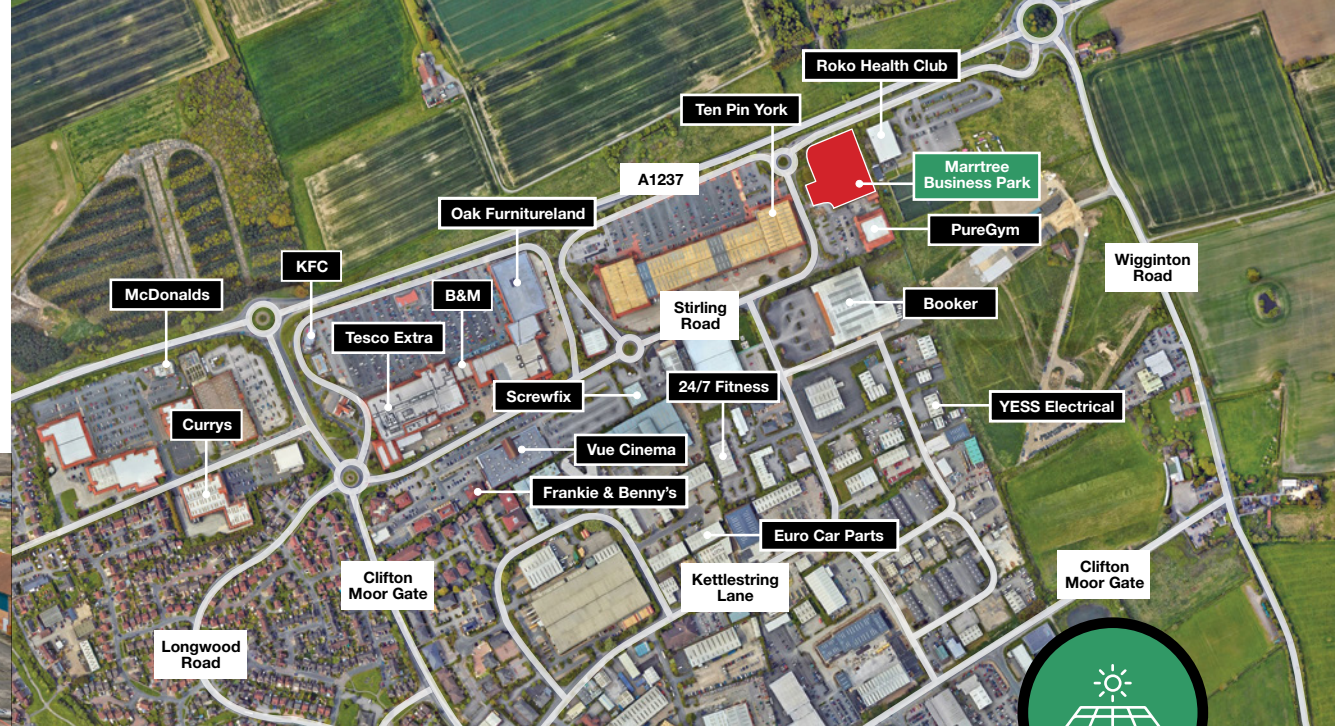 Roko Health Club
Ten Pin York
A1237
Marrtree
Business Park
Oak Furnitureland
PureGym
KFC
Wigginton
Road
McDonalds
B&M
Stirling
Road
Booker
Tesco Extra
24/7 Fitness
Screwfix
YESS Electrical
Currys
Vue Cinema
Frankie & Benny's
Euro Car Parts
Clifton
Moor Gate
Kettlestring
Lane
Clifton
Moor Gate
Longwood
Road